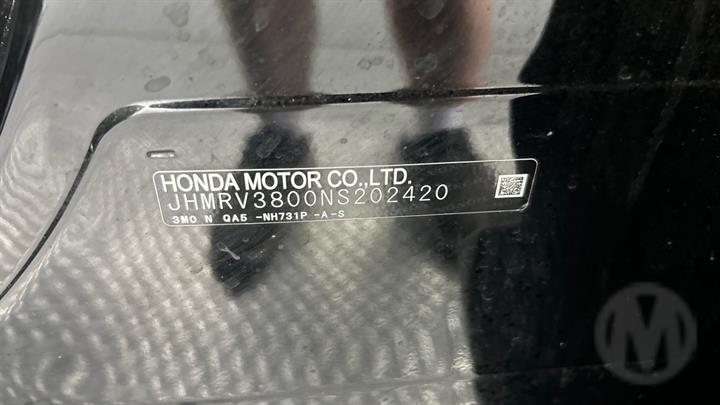 HONDA MOTOR CO.,LTD.
JHMRV3800NS202420
3M0 N QA5 -NH731P -A-S
M